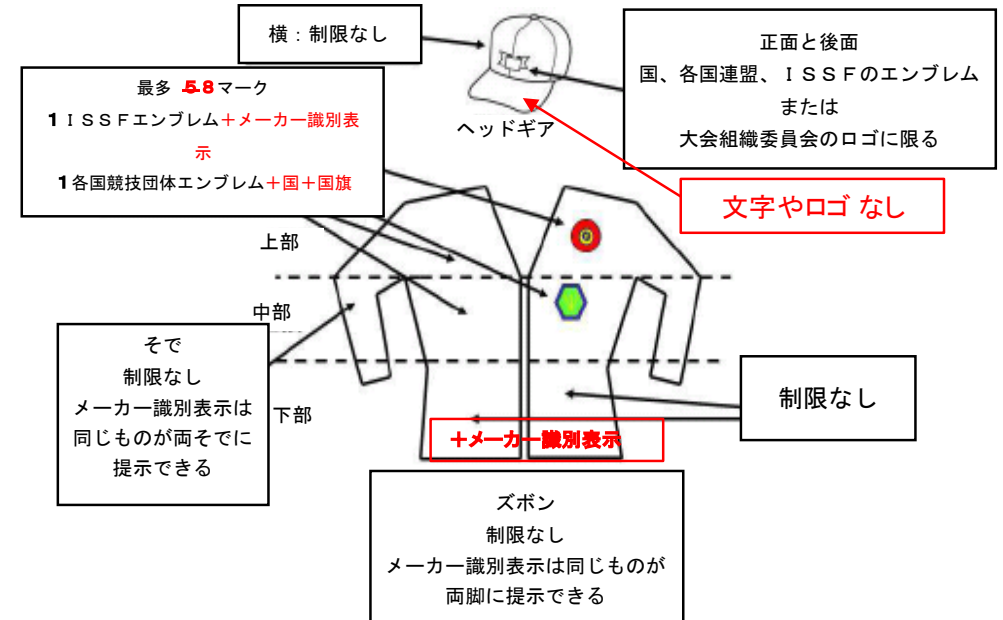 横：制限なし
正面と後面
国、各国連盟、ＩＳＳＦのエンブレム
または
大会組織委員会のロゴに限る
最多 58マーク
1ＩＳＳＦエンブレム＋メーカー識別表
示
1各国競技団体エンブレム＋国＋国旗
ヘッドギア
文字やロゴ なし
上部
中部
下部
そで
制限なし
メーカー識別表示は
同じものが両そでに
提示できる
制限なし
＋メーカー識別表示
ズボン
制限なし
メーカー識別表示は同じものが
両脚に提示できる